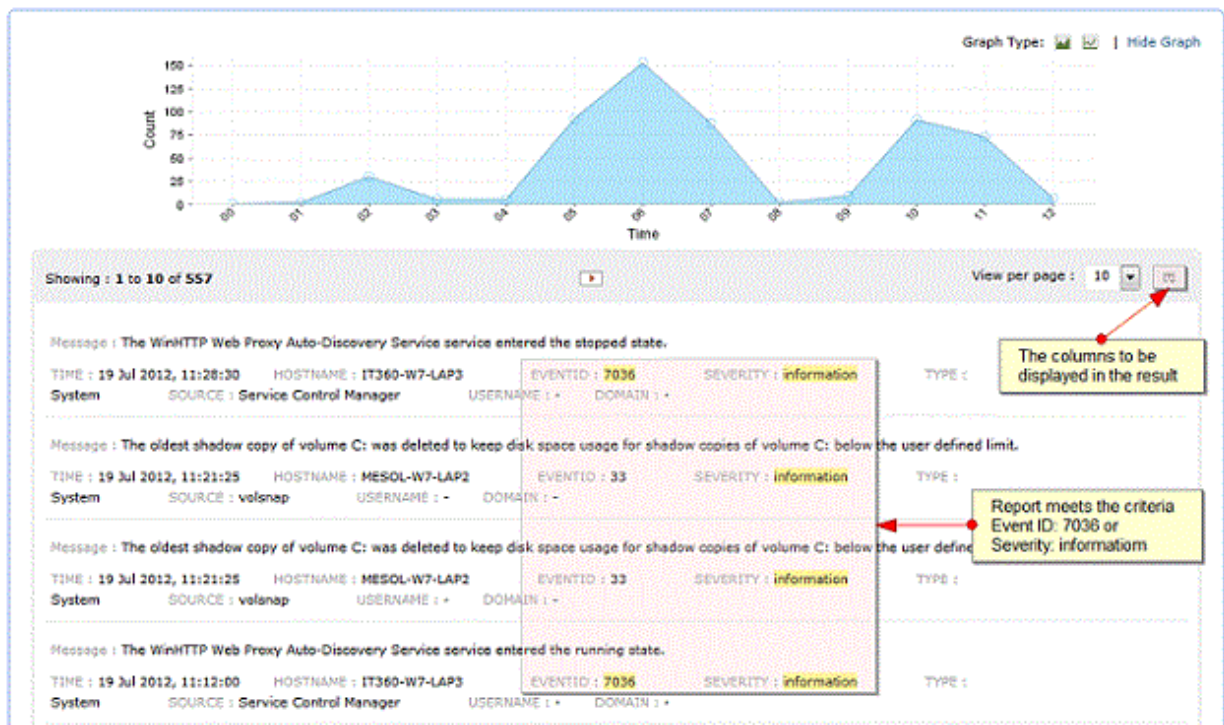 Graph Type: | Hide Graph
150
125
100
75
50
25
0
Count
00 01 02 03 04 05 06 07 08 09 10 11 12
Time
Showing : 1 to 10 of 557
View per page : 10
The columns to be
displayed in the result
Message : The WinHTTP Web Proxy Auto-Discovery Service service entered the stopped state.
TIME : 19 Jul 2012, 11:28:30 HOSTNAME : IT360-W7-LAP3 EVENTID : 7036 SEVERITY : information TYPE :
System SOURCE : Service Control Manager USERNAME : - DOMAIN : -
Message : The oldest shadow copy of volume C: was deleted to keep disk space usage for shadow copies of volume C: below the user defined limit.
TIME : 19 Jul 2012, 11:21:25 HOSTNAME : MESOL-W7-LAP2 EVENTID : 33 SEVERITY : information TYPE :
System SOURCE : volsnap USERNAME : - DOMAIN : -
Report meets the criteria
Event ID: 7036 or
Severity: informatiom
Message : The oldest shadow copy of volume C: was deleted to keep disk space usage for shadow copies of volume C: below the user define
TIME : 19 Jul 2012, 11:21:25 HOSTNAME : MESOL-W7-LAP2 EVENTID : 33 SEVERITY : information TYPE :
System SOURCE : volsnap USERNAME : - DOMAIN : -
Message : The WinHTTP Web Proxy Auto-Discovery Service service entered the running state.
TIME : 19 Jul 2012, 11:12:00 HOSTNAME : IT360-W7-LAP3 EVENTID : 7036 SEVERITY : information TYPE :
System SOURCE : Service Control Manager USERNAME : - DOMAIN : -